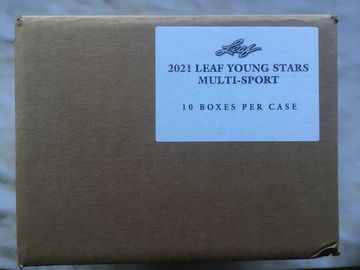 Leaf
2021 LEAF YOUNG STARS
MULTI-SPORT
10 BOXES PER CASE